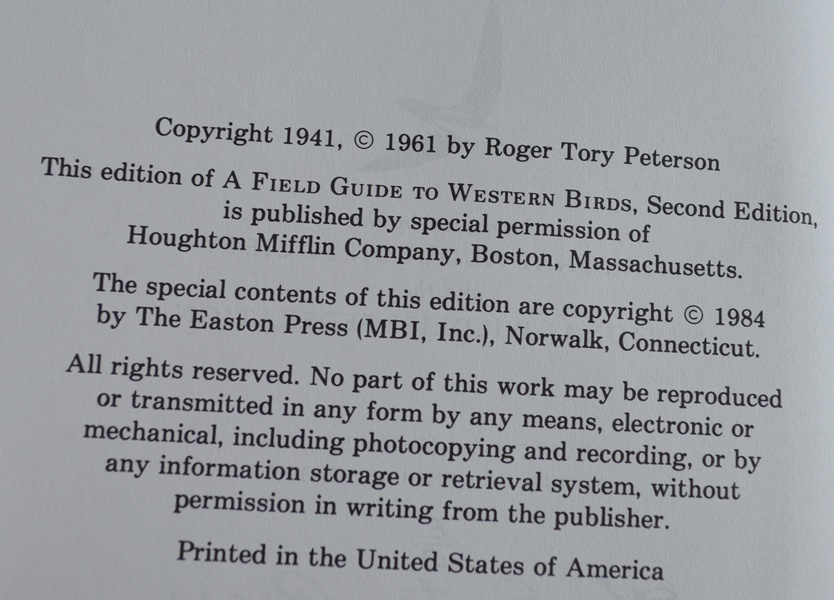 Copyright 1941, © 1961 by Roger Tory Peterson
This edition of A FIELD GUIDE TO WESTERN BIRDS, Second Edition,
is published by special permission of
Houghton Mifflin Company, Boston, Massachusetts.
The special contents of this edition are copyright © 1984
by The Easton Press (MBI, Inc.), Norwalk, Connecticut.
All rights reserved. No part of this work may be reproduced
or transmitted in any form by any means, electronic or
mechanical, including photocopying and recording, or by
any information storage or retrieval system, without
permission in writing from the publisher.
Printed in the United States of America